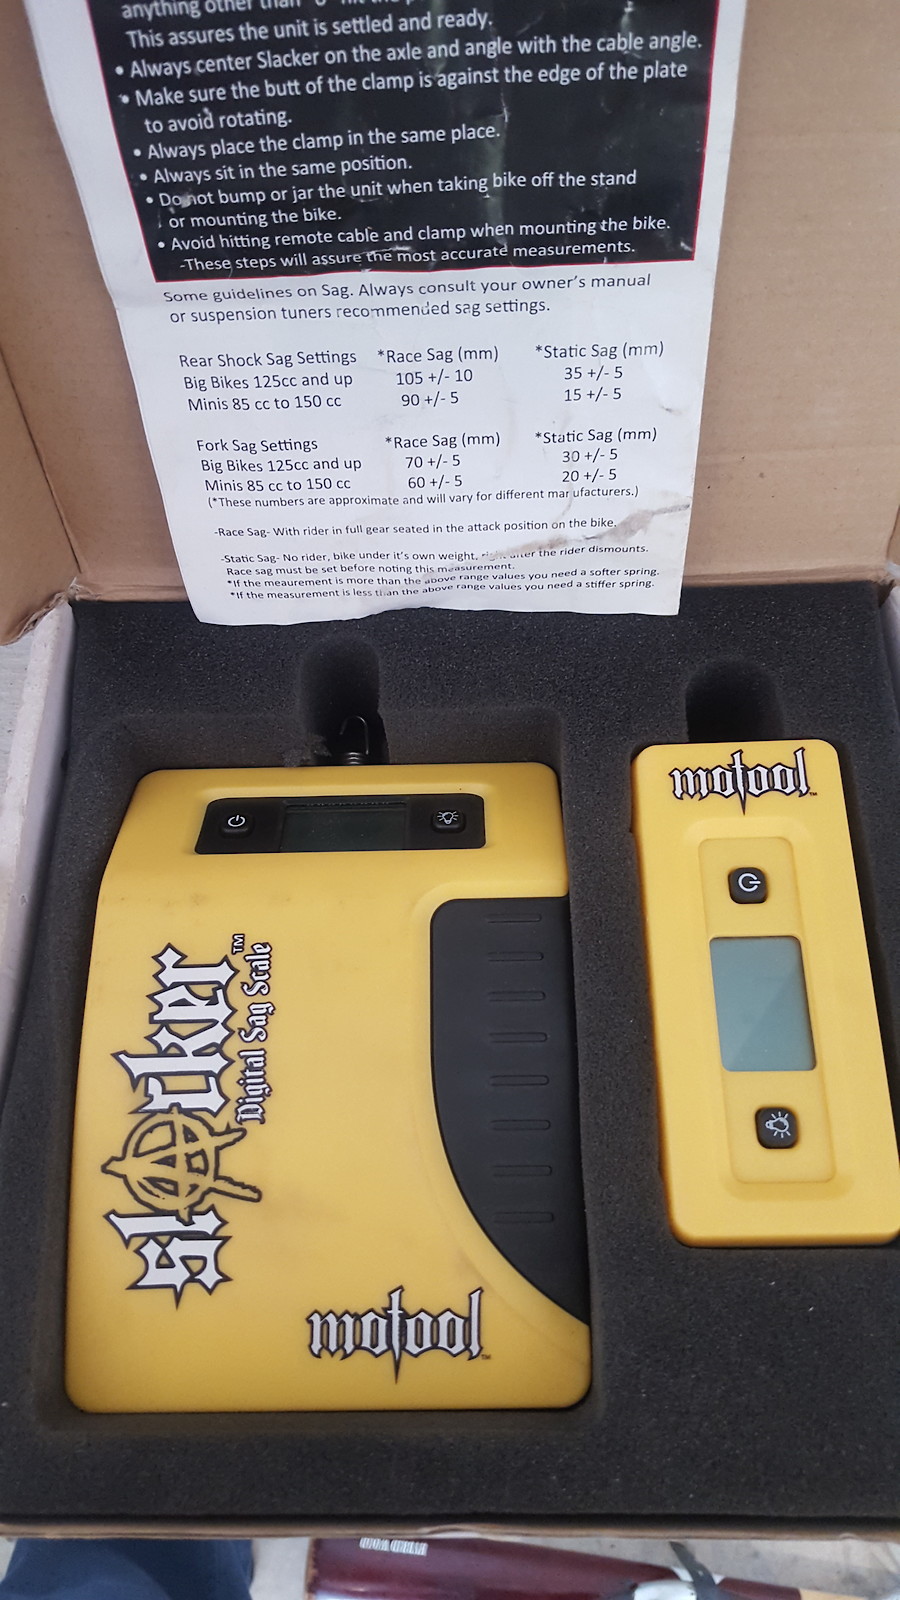 anything other than
This assures the unit is settled and ready.
• Always center Slacker on the axle and angle with the cable angle.
• Make sure the butt of the clamp is against the edge of the plate
to avoid rotating.
• Always place the clamp in the same place.
• Always sit in the same position.
• Do not bump or jar the unit when taking bike off the stand
or mounting the bike.
• Avoid hitting remote cable and clamp when mounting the bike.
-These steps will assure the most accurate measurements.
Some guidelines on Sag. Always consult your owner's manual
or suspension tuners recommended sag settings.
Rear Shock Sag Settings *Race Sag (mm) *Static Sag (mm)
Big Bikes 125cc and up 105 +/- 10 35 +/- 5
Minis 85 cc to 150 cc 90 +/- 5 15 +/- 5
Fork Sag Settings *Race Sag (mm) *Static Sag (mm)
Big Bikes 125cc and up 70 +/- 5 30 +/- 5
Minis 85 cc to 150 cc 60 +/- 5 20 +/- 5
(*These numbers are approximate and will vary for different mar ufacturers.)
-Race Sag- With rider in full gear seated in the attack position on the bike.
-Static Sag- No rider, bike under it's own weight, after the rider dismounts.
Race sag must be set before noting this measurement.
*If the meaurement is more than the above range values you need a softer spring.
*If the measurement is less than the above range values you need a stiffer spring.
slacker™
Digital Sag Scale
motool™
motool™